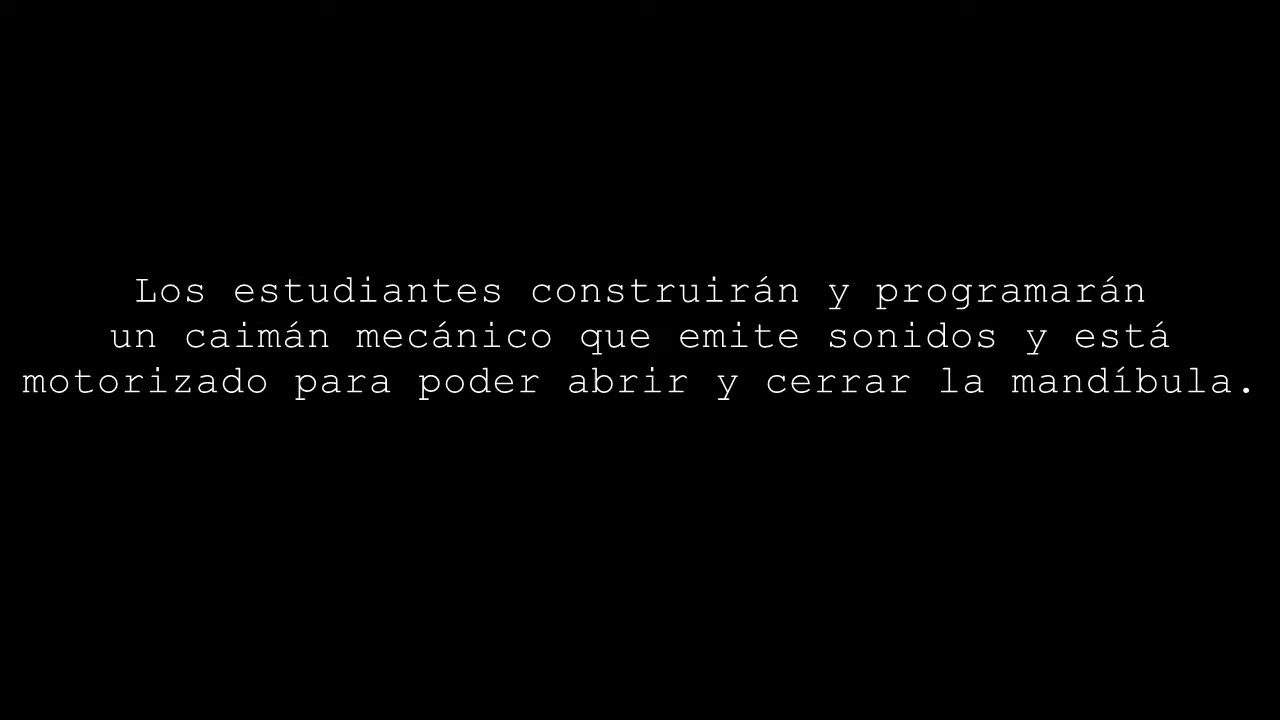 Los estudiantes construirán y programarán
un caimán mecánico que emite sonidos y está
motorizado para poder abrir y cerrar la mandíbula.